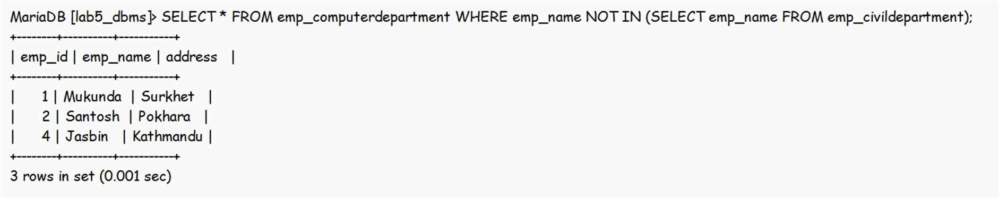 MariaDB [lab5_dbms]> SELECT * FROM emp_computerdepartment WHERE emp_name NOT IN (SELECT emp_name FROM emp_civildepartment);
+--------+----------+-----------+
| emp_id | emp_name | address   |
+--------+----------+-----------+
|      1 | Mukunda  | Surkhet   |
|      2 | Santosh  | Pokhara   |
|      4 | Jasbin   | Kathmandu |
+--------+----------+-----------+
3 rows in set (0.001 sec)